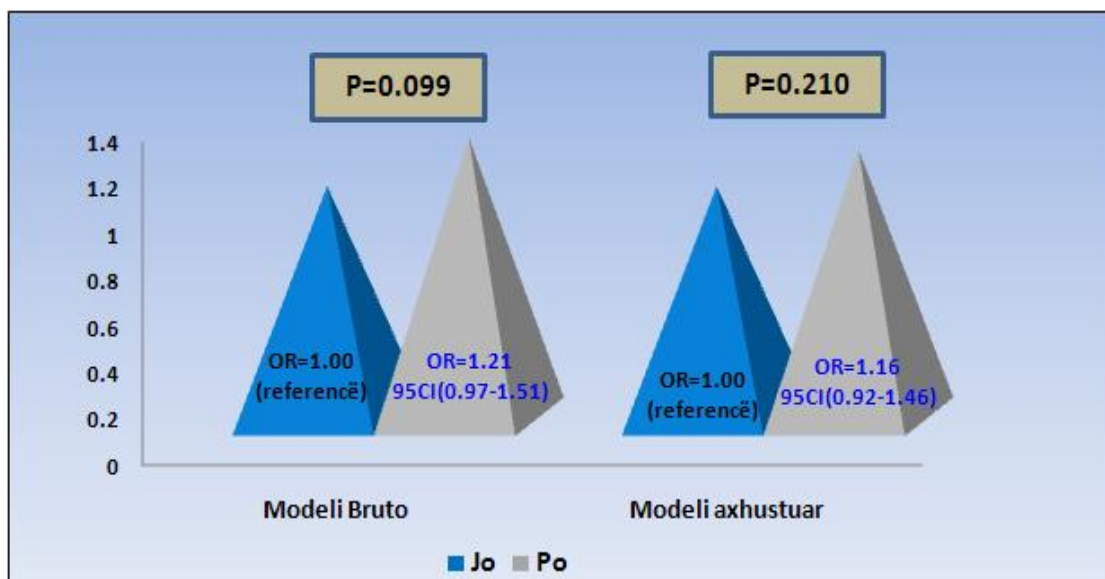 P=0.099
P=0.210
1.4
1.2
1
0.8
0.6
0.4
0.2
0
OR=1.00
(referencë)
OR=1.21
95CI(0.97-1.51)
OR=1.00
(referencë)
OR=1.16
95CI(0.92-1.46)
Modeli Bruto
Modeli axhustuar
Jo Po